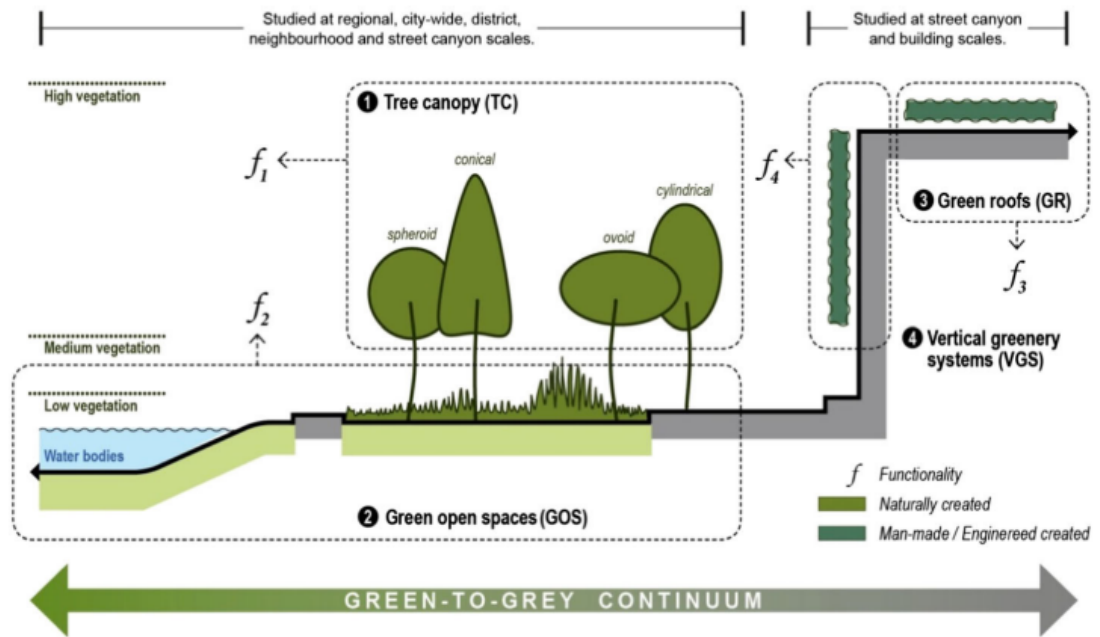 Studied at regional, city-wide, district,
neighbourhood and street canyon scales.
Studied at street canyon
and building scales.
High vegetation
❶ Tree canopy (TC)
conical
f1
f4
cylindrical
❸ Green roofs (GR)
spheroid
ovoid
f3
f2
Medium vegetation
❹ Vertical greenery
systems (VGS)
Low vegetation
Water bodies
f Functionality
❷ Green open spaces (GOS)
Naturally created
Man-made / Enginereed created
GREEN-TO-GREY CONTINUUM